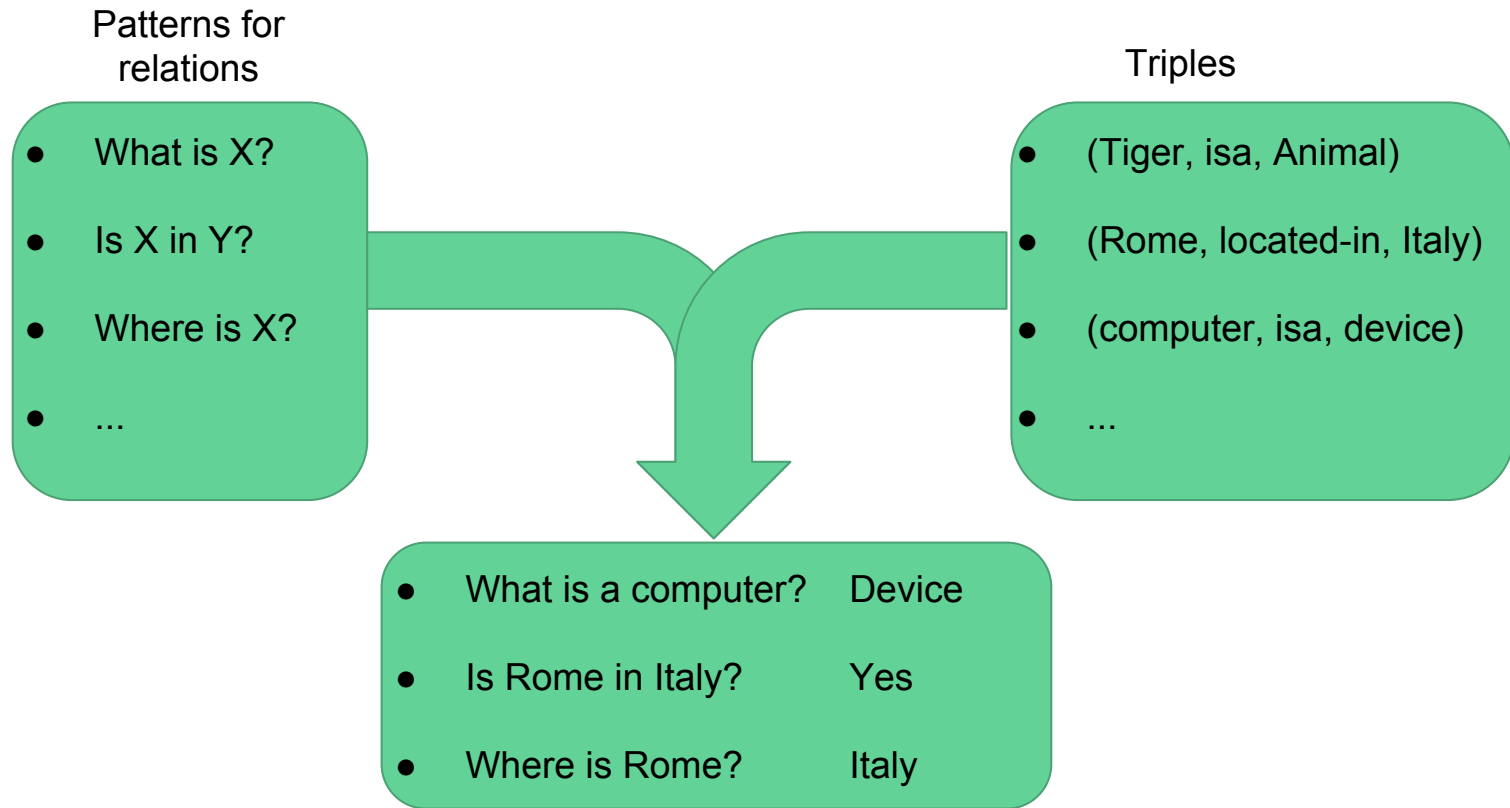 Patterns for
relations
● What is X?
● Is X in Y?
● Where is X?
● ...
Triples
● (Tiger, isa, Animal)
● (Rome, located-in, Italy)
● (computer, isa, device)
● ...
● What is a computer? Device
● Is Rome in Italy? Yes
● Where is Rome? Italy